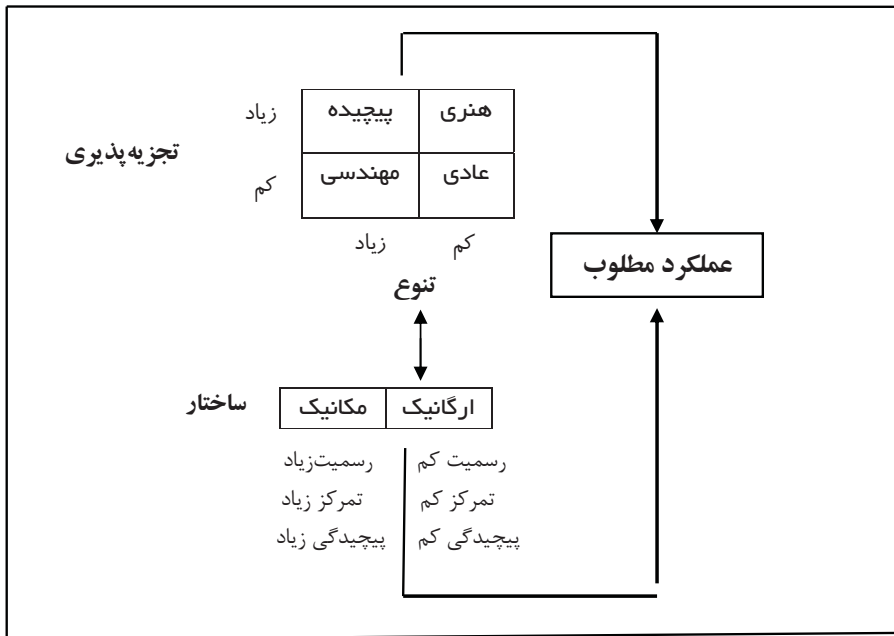 هنری پیچیده زیاد
تجزیه‌پذیری
عادی مهندسی کم
کم زیاد
تنوع
عملکرد مطلوب
ارگانیک مکانیک ساختار
رسمیت کم رسمیت‌زیاد
تمرکز کم تمرکز زیاد
پیچیدگی کم پیچیدگی زیاد